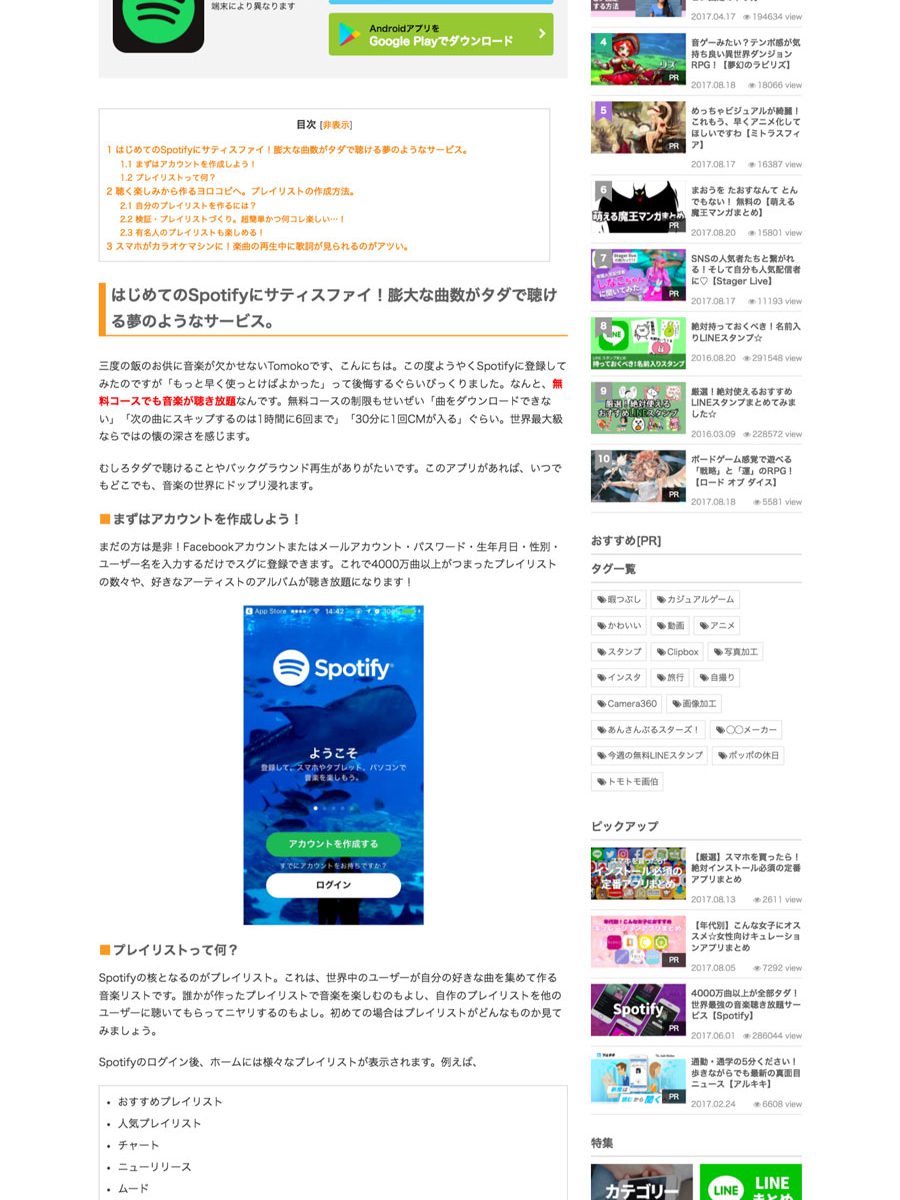 端末により異なります
Androidアプリを
Google Playでダウンロード
目次 [非表示]
1 はじめてのSpotifyにサティスファイ！膨大な曲数がタダで聴ける夢のようなサービス。
1.1 まずはアカウントを作成しよう！
1.2 プレイリストって何？
2 聴く楽しみから作るヨロコビへ。プレイリストの作成方法。
2.1 自分のプレイリストを作るには？
2.2 検証・プレイリストづくり。超簡単かつ何コレ楽しい…！
2.3 有名人のプレイリストも楽しめる！
3 スマホがカラオケマシンに！楽曲の再生中に歌詞が見られるのがアツい。
はじめてのSpotifyにサティスファイ！膨大な曲数がタダで聴け
る夢のようなサービス。
三度の飯のお供に音楽が欠かせないTomokoです、こんにちは。この度ようやくSpotifyに登録して
みたのですが「もっと早く使っとけばよかった」って後悔するぐらいびっくりました。なんと、無
料コースでも音楽が聴き放題なんです。無料コースの制限もせいぜい「曲をダウンロードできな
い」「次の曲にスキップするのは1時間に6回まで」「30分に1回CMが入る」ぐらい。世界最大級
ならではの懐の深さを感じます。
むしろタダで聴けることやバックグラウンド再生がありがたいです。このアプリがあれば、いつで
もどこでも、音楽の世界にドップリ浸れます。
■まずはアカウントを作成しよう！
まだの方は是非！Facebookアカウントまたはメールアカウント・パスワード・生年月日・性別・
ユーザー名を入力するだけでスグに登録できます。これで4000万曲以上がつまったプレイリスト
の数々や、好きなアーティストのアルバムが聴き放題になります！
App Store
14:42
Spotify
ようこそ
登録して、スマホやタブレット、パソコンで
音楽を楽しもう。
アカウントを作成する
すでにアカウントをお持ちですか？
ログイン
■プレイリストって何？
Spotifyの核となるのがプレイリスト。これは、世界中のユーザーが自分の好きな曲を集めて作る
音楽リストです。誰かが作ったプレイリストで音楽を楽しむのもよし、自作のプレイリストを他の
ユーザーに聴いてもらってニヤリするのもよし。初めての場合はプレイリストがどんなものか見て
みましょう。
Spotifyのログイン後、ホームには様々なプレイリストが表示されます。例えば、
• おすすめプレイリスト
• 人気プレイリスト
• チャート
• ニューリリース
• ムード
する方法
2017.04.17 194634 view
4
PR
音ゲーみたい？テンポ感が気
持ち良い異世界ダンジョン
RPG！【夢幻のラビリズ】
2017.08.18 18066 view
5
PR
めっちゃビジュアルが綺麗！
これもう、早くアニメ化して
ほしいですわ【ミトラスフィ
ア】
2017.08.17 16387 view
6
萌える魔王マンガまとめ
PR
まおうを たおすなんて とん
でもない！ 無料の【萌える
魔王マンガまとめ】
2017.08.20 15801 view
7
Stager live
PR
SNSの人気者たちと繋がれ
る！そして自分も人気配信者
に♡【Stager Live】
2017.08.17 11193 view
8
LINE
持っておくべき！名前入りスタンプ
絶対持っておくべき！名前入
りLINEスタンプ☆
2016.08.20 291548 view
9
厳選！絶対使える
おすすめ
LINEスタンプ
厳選！絶対使えるおすすめ
LINEスタンプまとめてみま
した☆
2016.03.09 228572 view
10
PR
ボードゲーム感覚で遊べる
「戦略」と「運」のRPG！
【ロード オブ ダイス】
2017.08.18 5581 view
おすすめ[PR]
タグ一覧
暇つぶし カジュアルゲーム
かわいい 動画 アニメ
スタンプ Clipbox 写真加工
インスタ 旅行 自撮り
Camera360 画像加工
あんさんぶるスターズ！ ◯◯メーカー
今週の無料LINEスタンプ ポッポの休日
トモトモ画伯
ピックアップ
スマホを買ったら！
インストール必須の
定番アプリまとめ
【厳選】スマホを買ったら！
絶対インストール必須の定番
アプリまとめ
2017.08.13 2611 view
年代別！こんな女子におすすめ
キュレーションアプリまとめ
PR
【年代別】こんな女子にオス
スメ☆女性向けキュレーショ
ンアプリまとめ
2017.08.05 7292 view
Spotify
PR
4000万曲以上が全部タダ！
世界最強の音楽聴き放題サー
ビス【Spotify】
2017.06.01 286044 view
アルキキ
PR
通勤・通学の5分ください！
歩きながらでも最新の真面目
ニュース【アルキキ】
2017.02.24 6608 view
特集
カテゴリー
LINE
LINE
まとめ